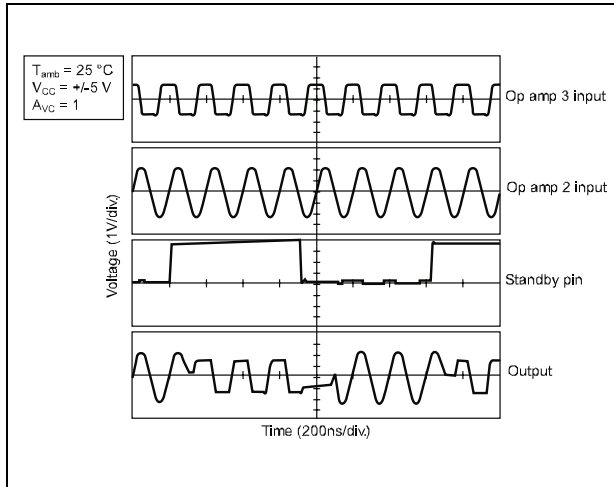 Tamb = 25 °C
VCC = +/-5 V
AVC = 1
Op amp 3 input
Op amp 2 input
Standby pin
Output
Voltage (1V/div.)
Time (200ns/div.)